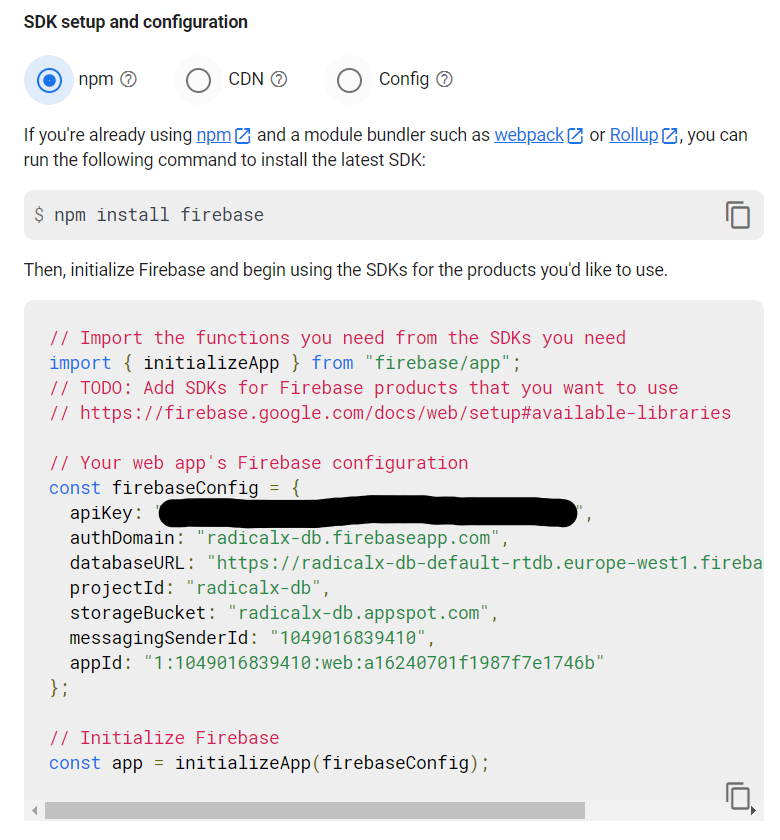 SDK setup and configuration
npm
CDN
Config
If you're already using npm and a module bundler such as webpack or Rollup, you can
run the following command to install the latest SDK:
$ npm install firebase
Then, initialize Firebase and begin using the SDKs for the products you'd like to use.
// Import the functions you need from the SDKs you need
import { initializeApp } from "firebase/app";
// TODO: Add SDKs for Firebase products that you want to use
// https://firebase.google.com/docs/web/setup#available-libraries
// Your web app's Firebase configuration
const firebaseConfig = {
apiKey: "",
authDomain: "radicalx-db.firebaseapp.com",
databaseURL: "https://radicalx-db-default-rtdb.europe-west1.fireba
projectId: "radicalx-db",
storageBucket: "radicalx-db.appspot.com",
messagingSenderId: "1049016839410",
appId: "1:1049016839410:web:a16240701f1987f7e1746b"
};
// Initialize Firebase
const app = initializeApp(firebaseConfig);